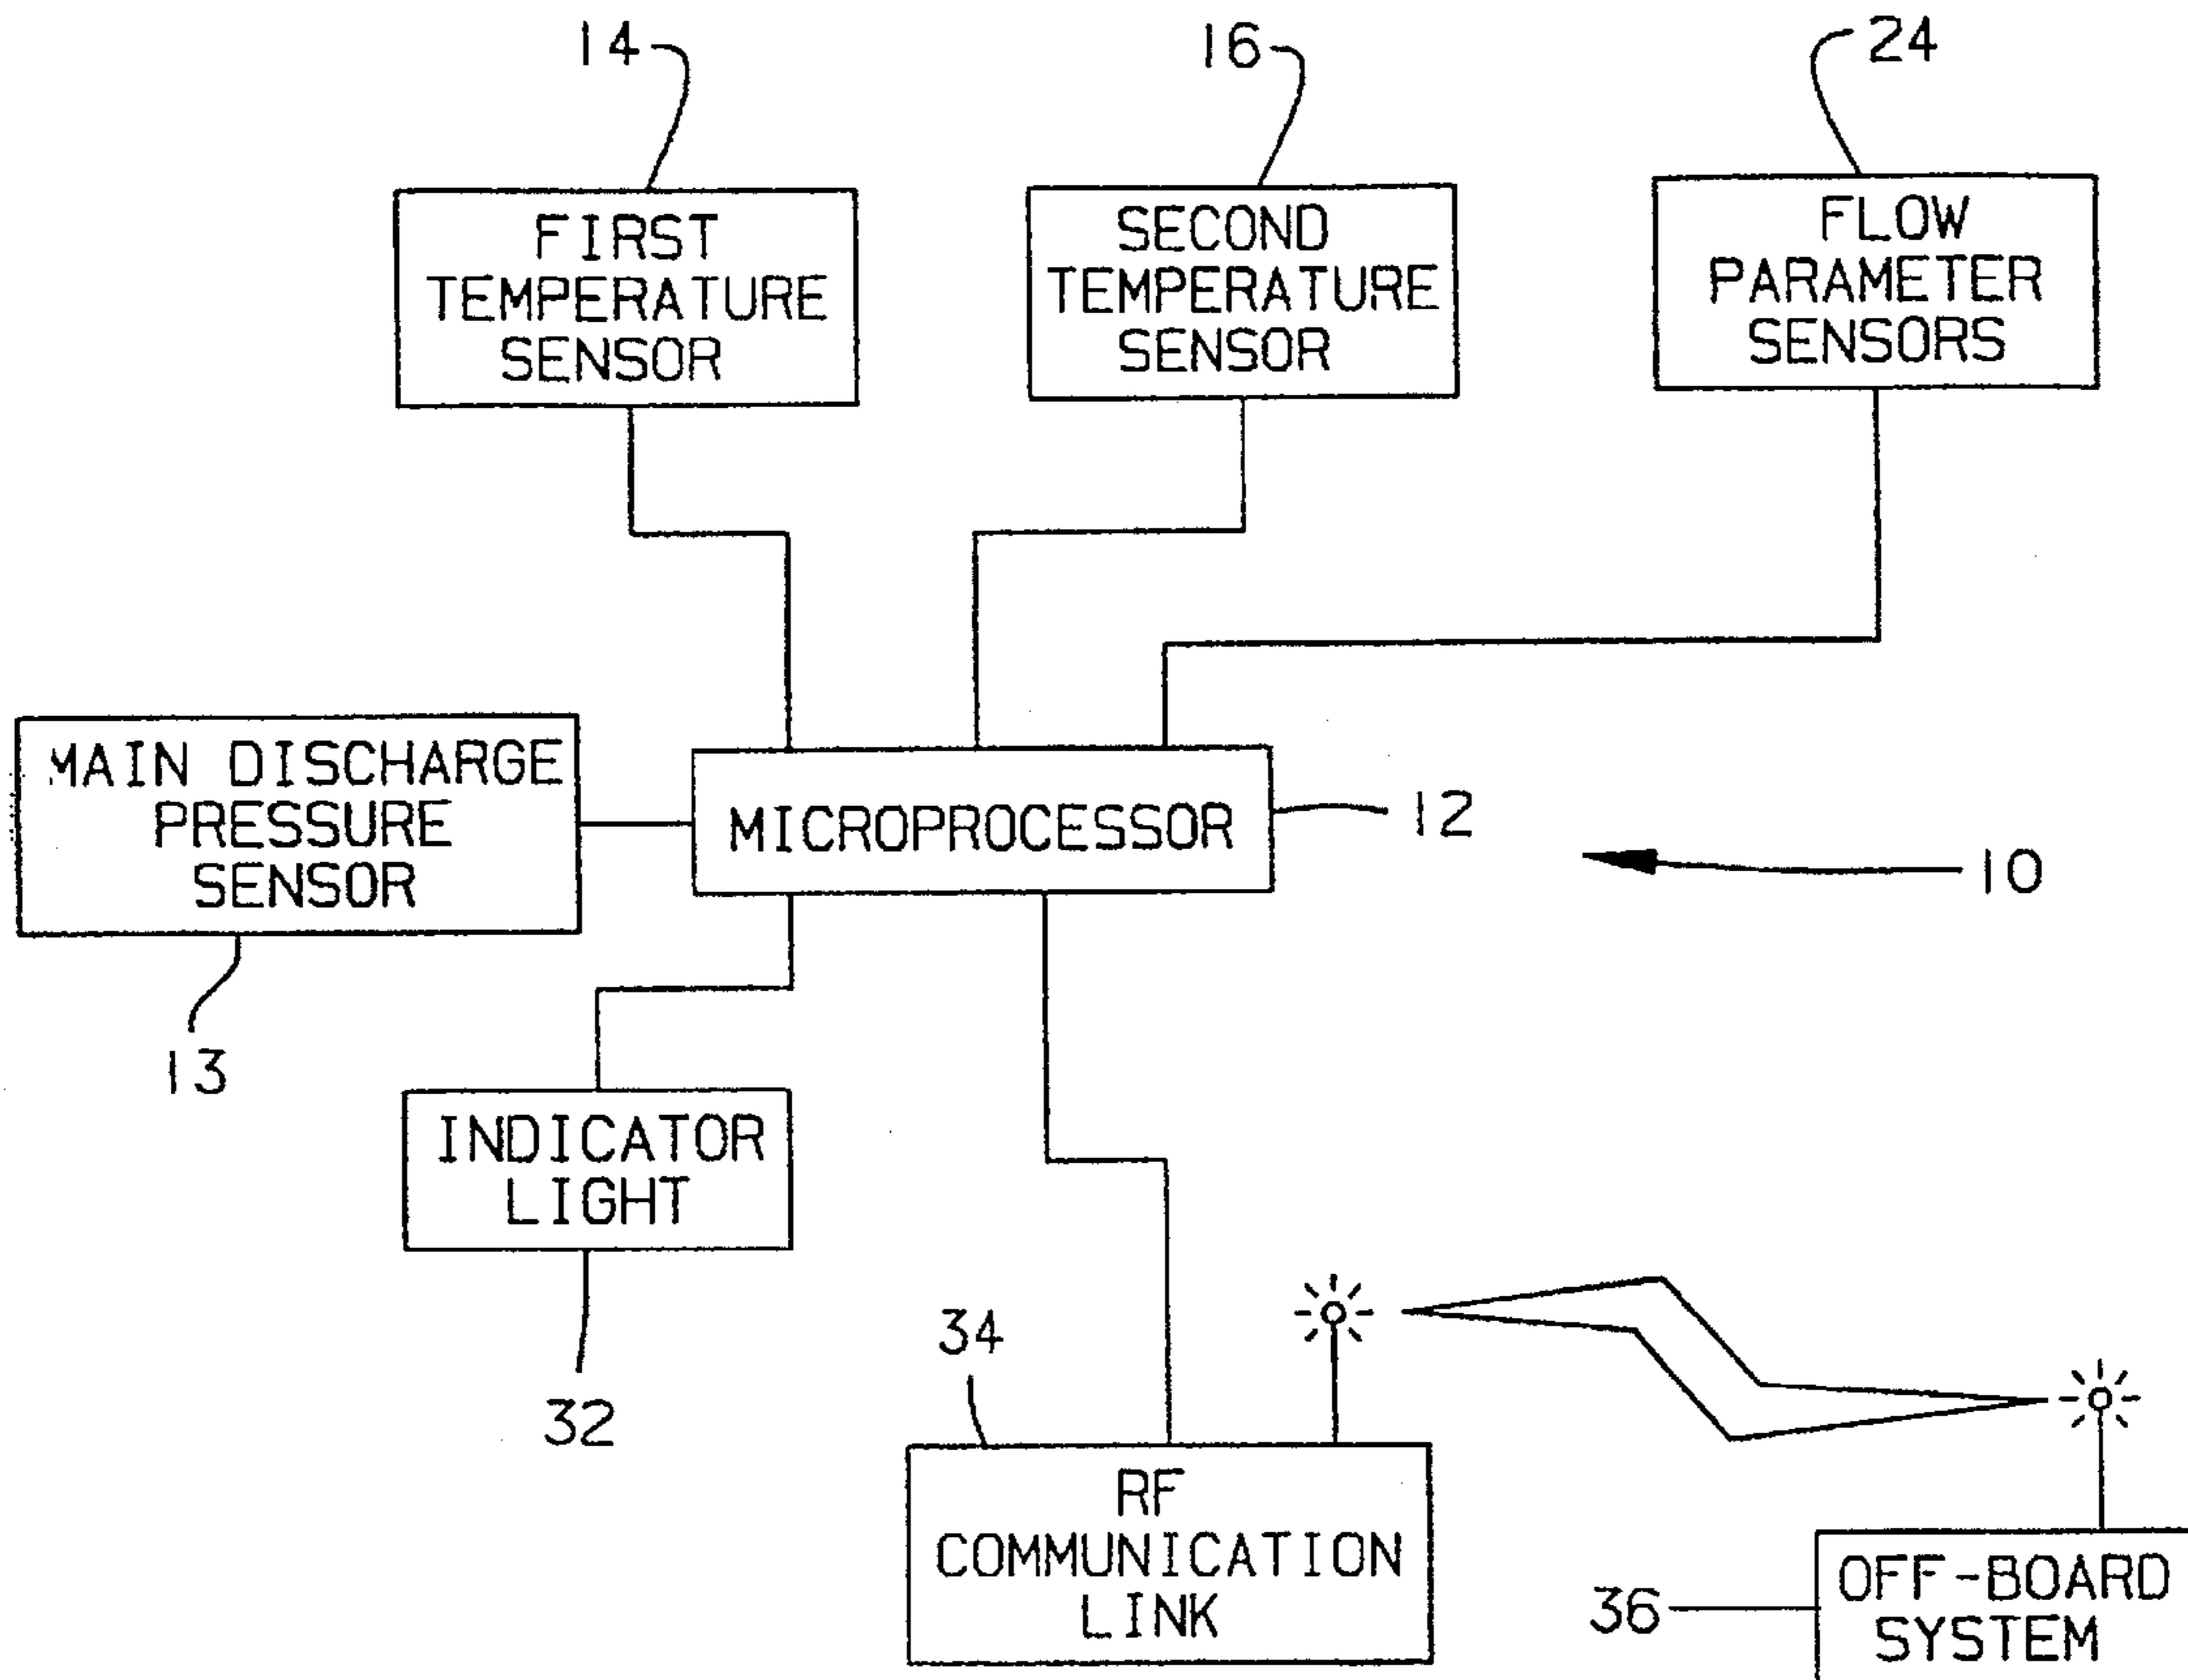 14
16
24
FIRST
TEMPERATURE
SENSOR
SECOND
TEMPERATURE
SENSOR
FLOW
PARAMETER
SENSORS
MAIN DISCHARGE
PRESSURE
SENSOR
MICROPROCESSOR
12
10
13
INDICATOR
LIGHT
32
34
RF
COMMUNICATION
LINK
36
OFF-BOARD
SYSTEM